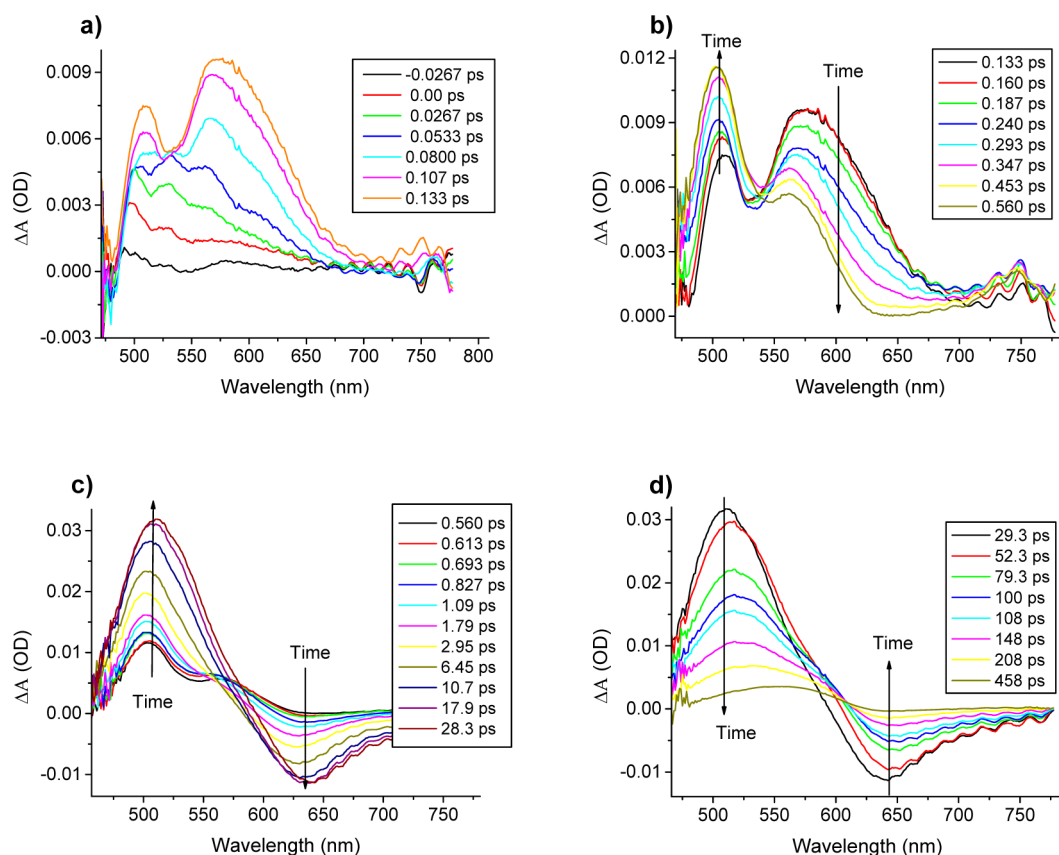 a)
0.009
0.006
0.003
0.000
-0.003
ΔA (OD)
500 550 600 650 700 750 800
Wavelength (nm)
-0.0267 ps
0.00 ps
0.0267 ps
0.0533 ps
0.0800 ps
0.107 ps
0.133 ps
b)
Time
Time
0.012
0.009
0.006
0.003
0.000
ΔA (OD)
500 550 600 650 700 750
Wavelength (nm)
0.133 ps
0.160 ps
0.187 ps
0.240 ps
0.293 ps
0.347 ps
0.453 ps
0.560 ps
c)
0.03
0.02
0.01
0.00
-0.01
ΔA (OD)
Time
Time
500 550 600 650 700 750
Wavelength (nm)
0.560 ps
0.613 ps
0.693 ps
0.827 ps
1.09 ps
1.79 ps
2.95 ps
6.45 ps
10.7 ps
17.9 ps
28.3 ps
d)
0.03
0.02
0.01
0.00
-0.01
ΔA (OD)
Time
Time
500 550 600 650 700 750
Wavelength (nm)
29.3 ps
52.3 ps
79.3 ps
100 ps
108 ps
148 ps
208 ps
458 ps